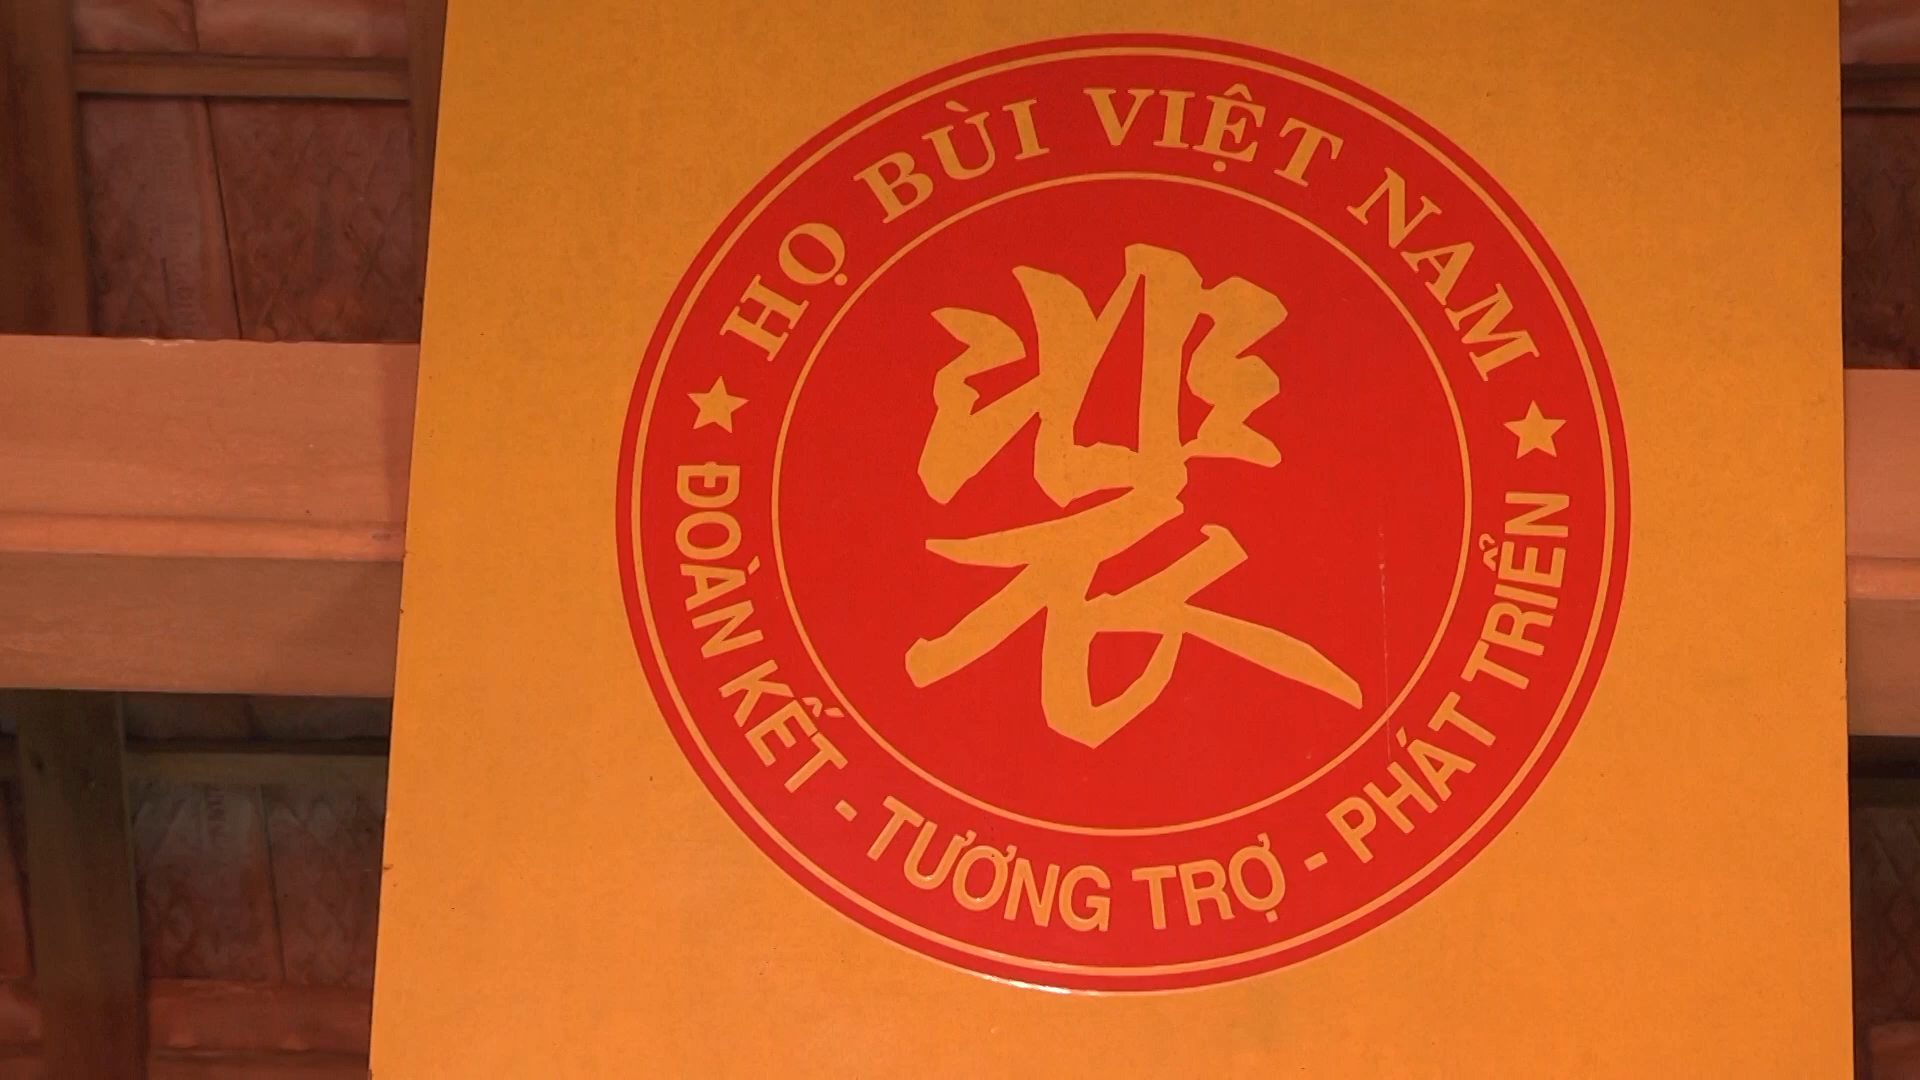 HỌ BÙI VIỆT NAM
裴
ĐOÀN KẾT - TƯƠNG TRỢ - PHÁT TRIỂN